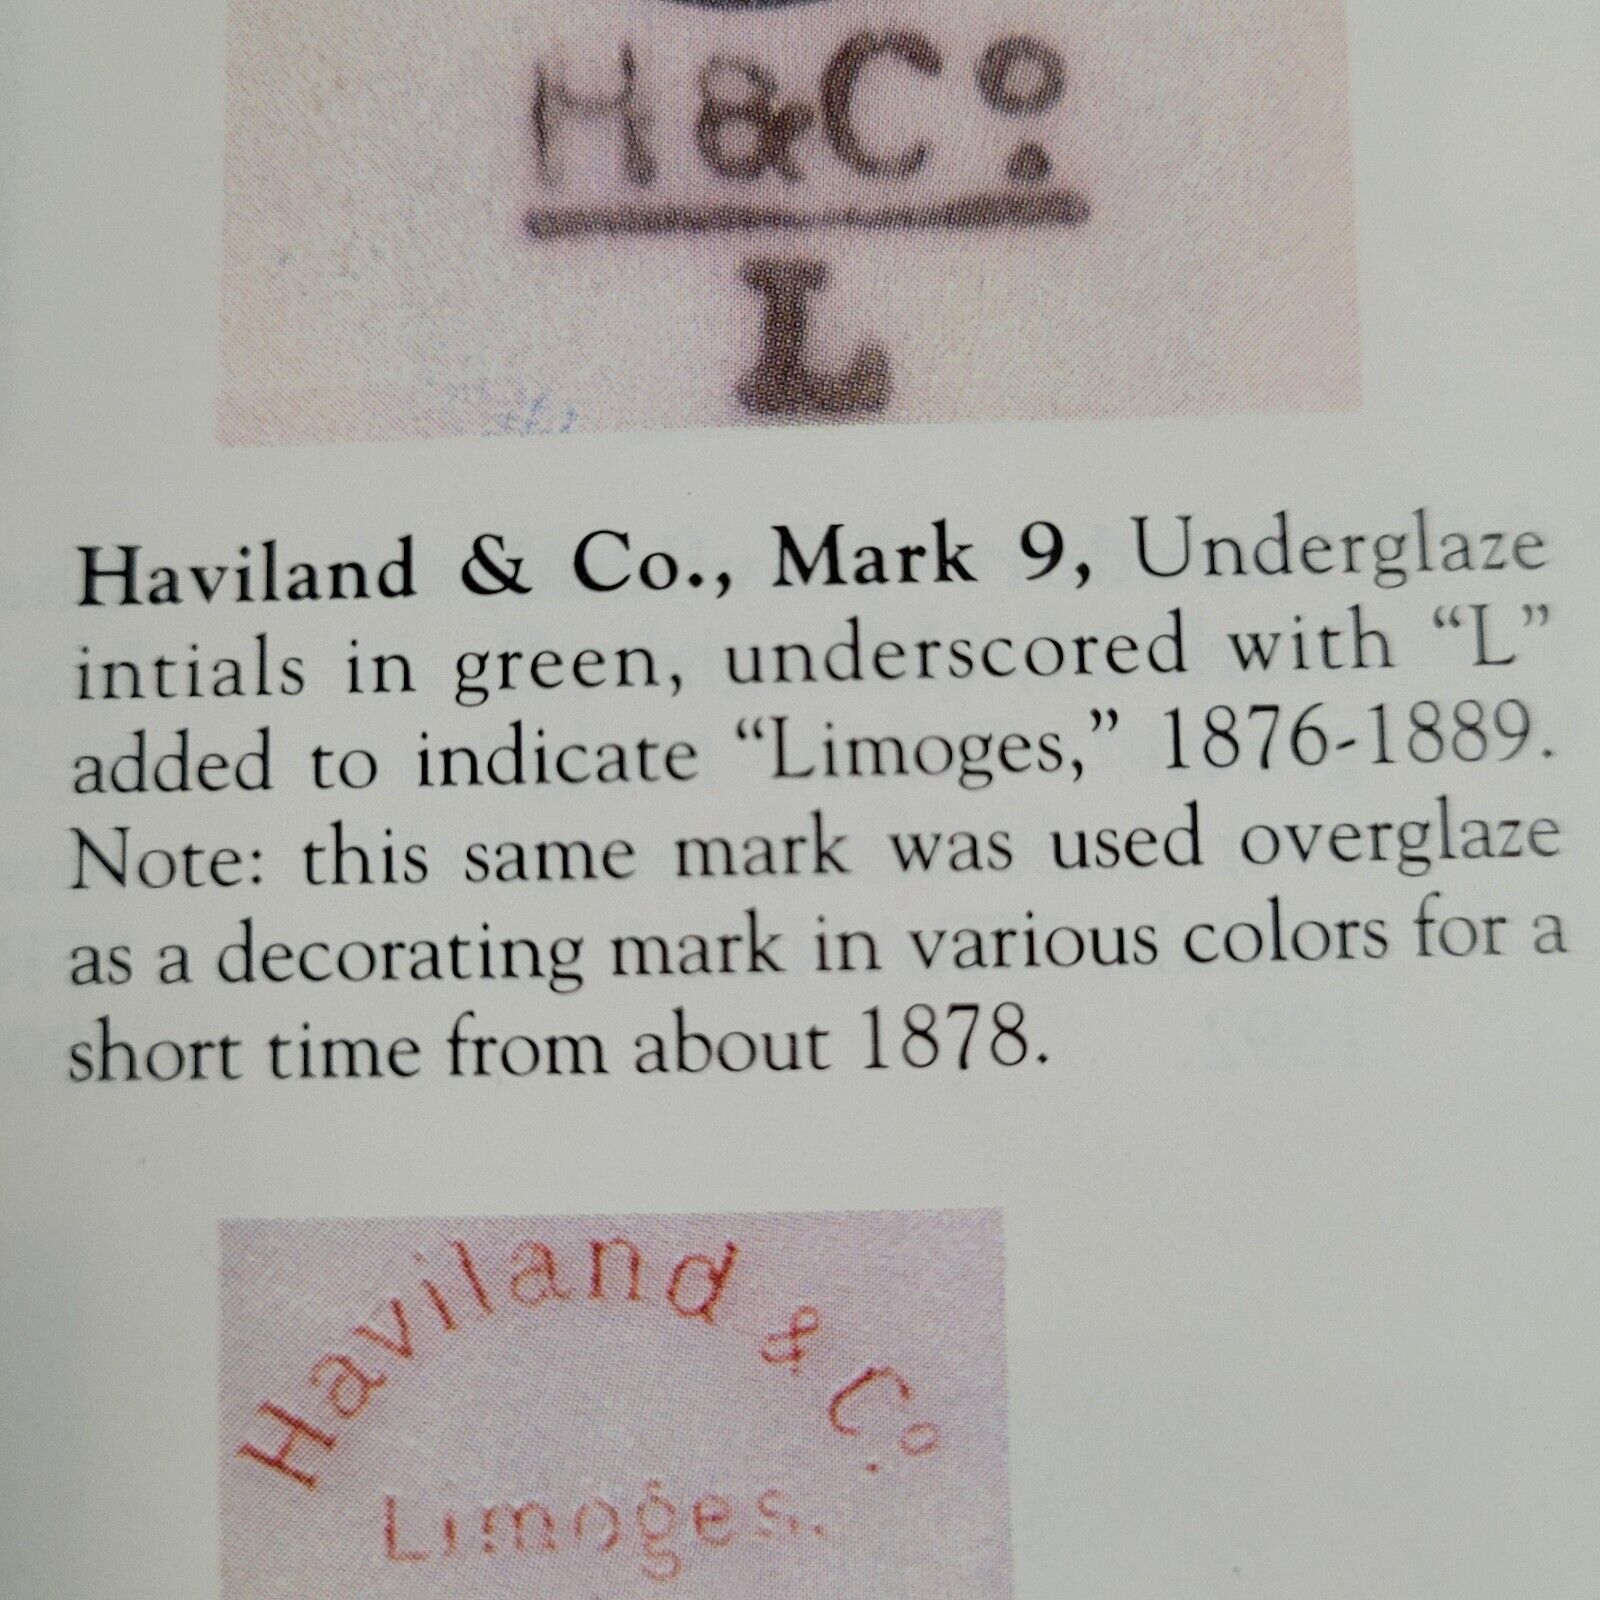 H&Co.
L
Haviland & Co., Mark 9, Underglaze
intials in green, underscored with “L”
added to indicate “Limoges,” 1876-1889.
Note: this same mark was used overglaze
as a decorating mark in various colors for a
short time from about 1878.
Haviland & Co.
Limoges.